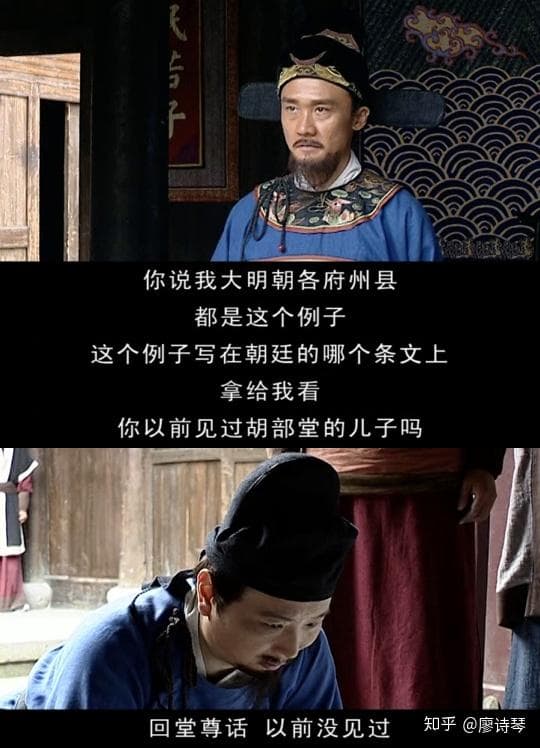 民若子
你说我大明朝各府州县
都是这个例子
这个例子写在朝廷的哪个条文上
拿给我看
你以前见过胡部堂的儿子吗
回堂尊话 以前没见过
知乎 @廖诗琴